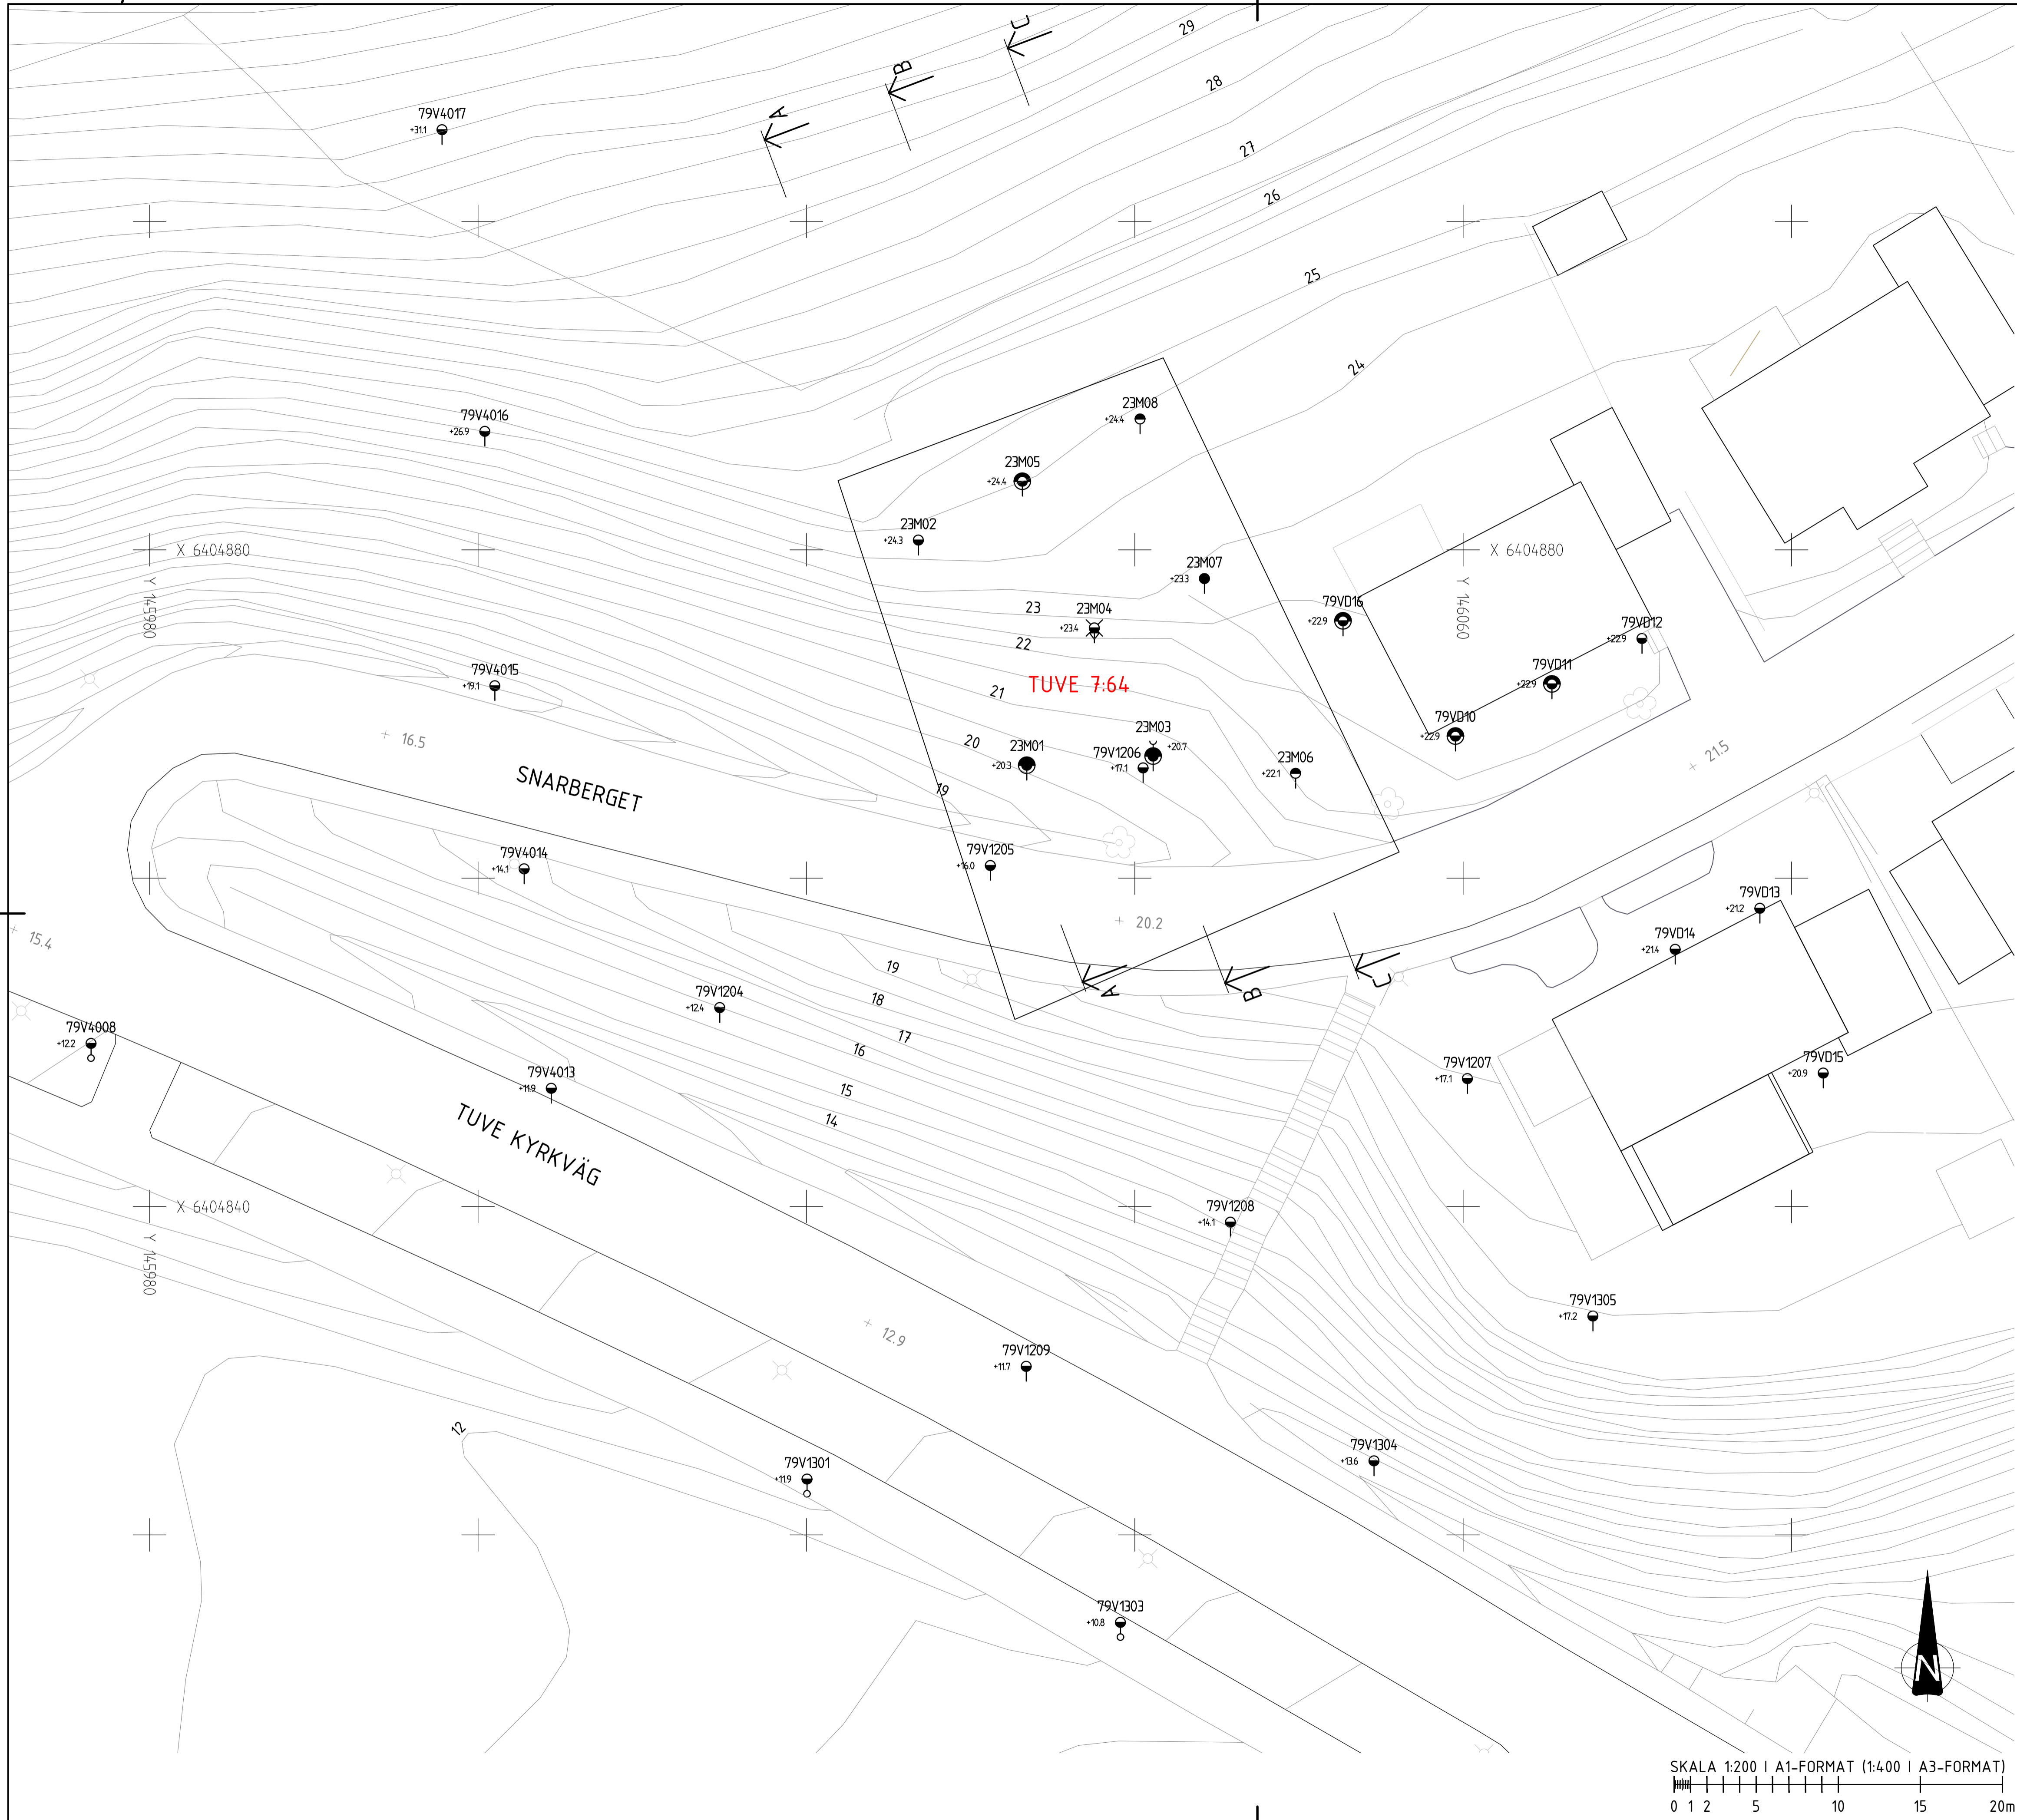 29
C
B
28
A
79V4017
+31.1
27
26
25
24
79V4016
+26.9
23M08
+24.4
23M05
+24.4
23M02
+24.3
X 6404880
Y 145980
X 6404880
Y 146060
23M07
+23.3
23
23M04
+23.4
79VD16
+22.9
79VD12
+22.9
22
79VD11
+22.9
79V4015
+19.1
21
TUVE 7:64
79VD10
+22.9
16.5
20
23M01
+20.3
23M03
+20.7
79V1206
+17.1
23M06
+22.1
21.5
SNARBERGET
19
79V4014
+14.1
79V1205
+16.0
79VD13
+21.2
20.2
79VD14
+21.4
15.4
19
A
B
C
18
79V1204
+12.4
79V4008
+12.2
17
16
79V1207
+17.1
79VD15
+20.9
79V4013
+11.9
15
14
TUVE KYRKVÄG
X 6404840
Y 145980
79V1208
+14.1
79V1305
+17.2
12.9
79V1209
+11.7
12
79V1301
+11.9
79V1304
+13.6
79V1303
+10.8
N
SKALA 1:200 I A1-FORMAT (1:400 I A3-FORMAT)
0 1 2 5 10 15 20m